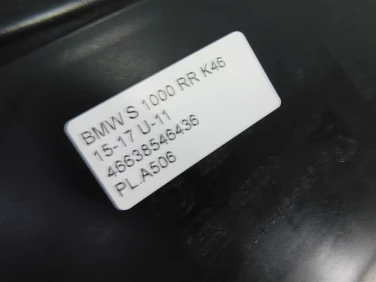 BMW S 1000 RR K46
15-17 U-11
46638546436
PL.A506